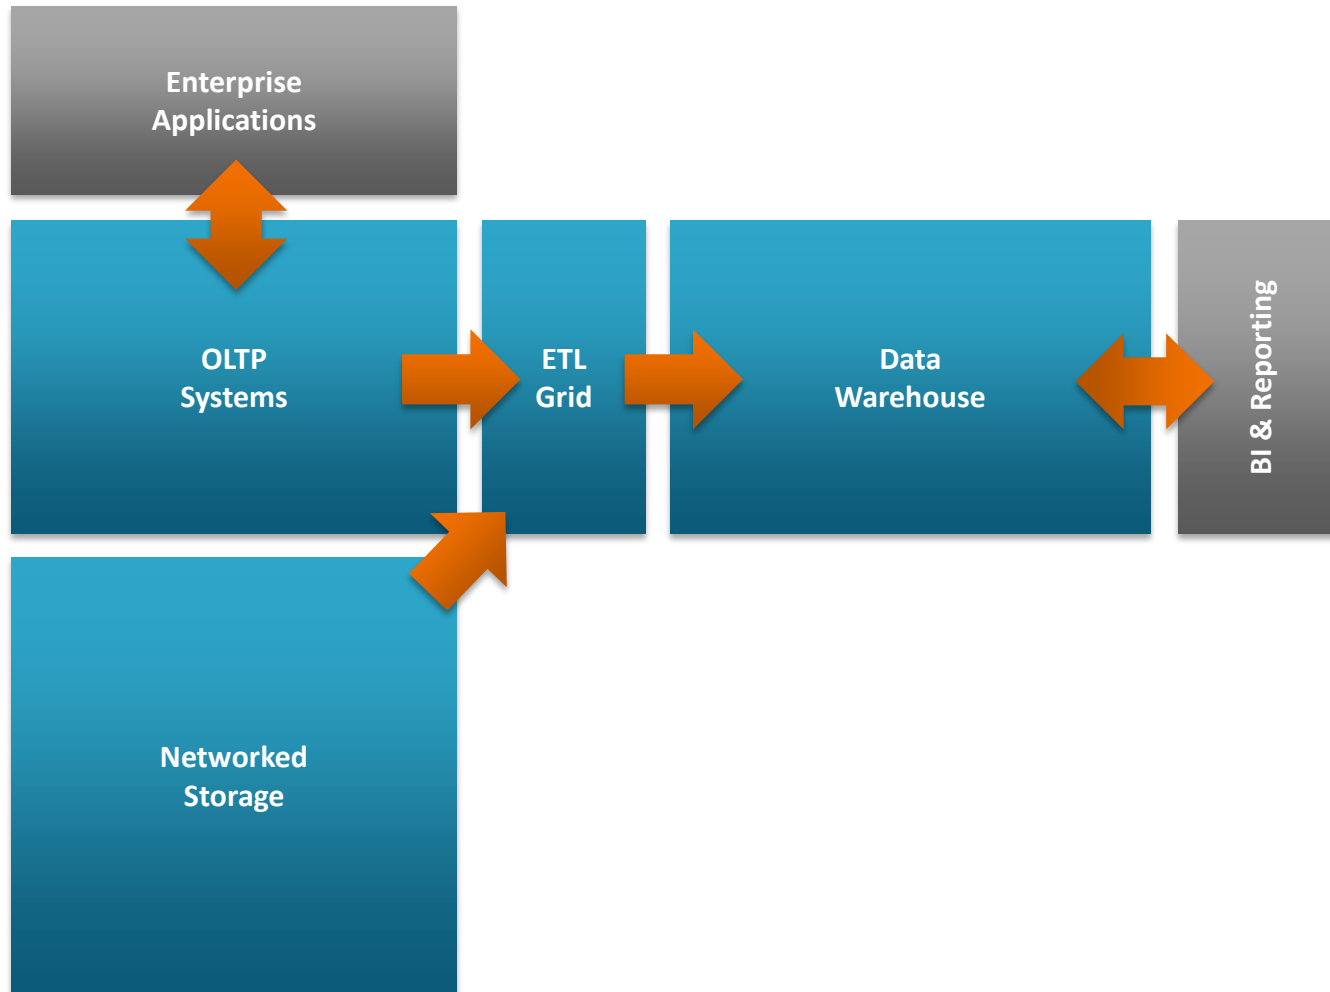 Enterprise
Applications
OLTP
Systems
ETL
Grid
Data
Warehouse
BI & Reporting
Networked
Storage